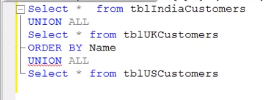 Select *  from tblIndiaCustomers
UNION ALL
Select * from tblUKCustomers
ORDER BY Name
UNION ALL
Select * from tblUSCustomers